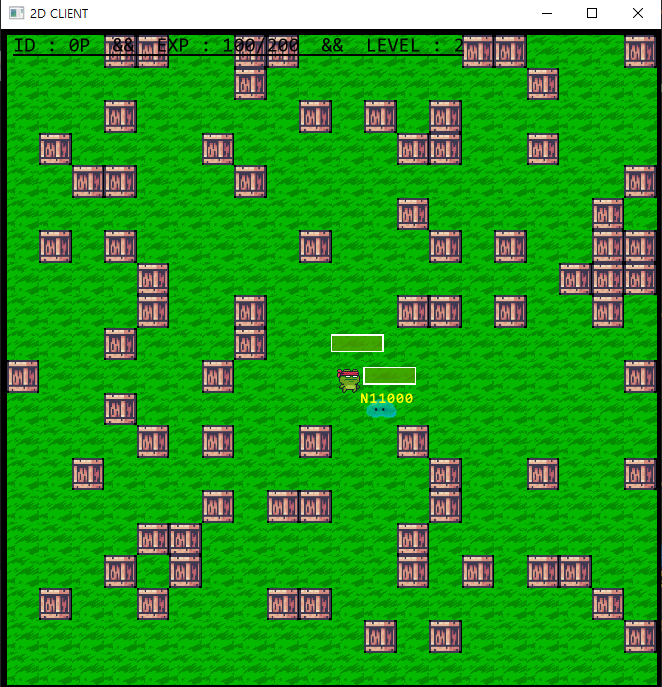 2D CLIENT
ID : 0P && EXP : 100/200 && LEVEL : 2
N11000